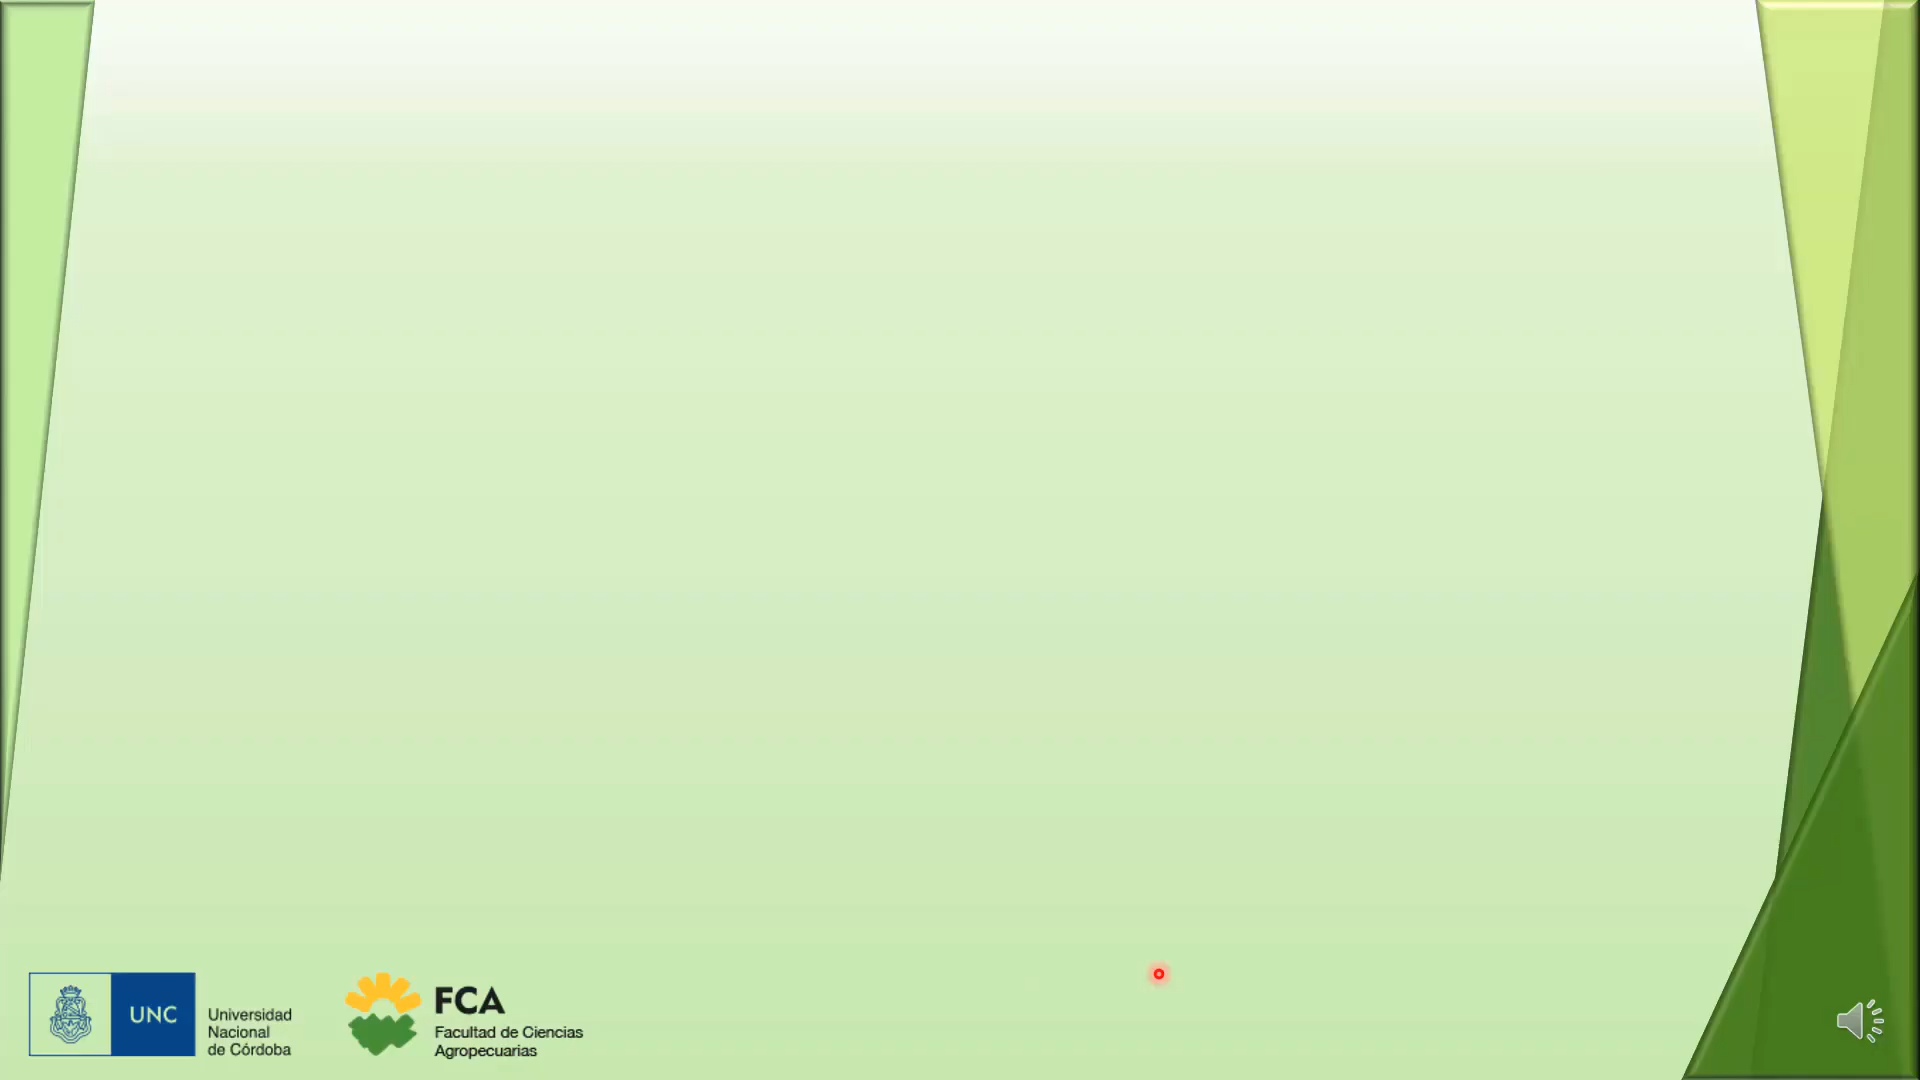 UNC
Universidad
Nacional
de Córdoba
FCA
Facultad de Ciencias
Agropecuarias